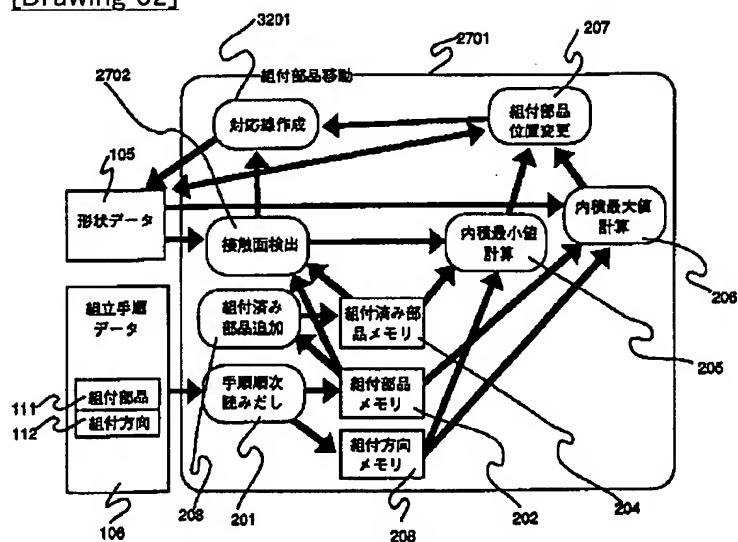 [Drawing 32]
3201
2701
207
2702
組付部品移動
対応線作成
組付部品
位置変更
105
形状データ
接触面検出
内積最小値
計算
内積最大値
計算
206
組立手順
データ
組付済み
部品追加
組付済み部
品メモリ
205
111
組付部品
112
組付方向
手順順次
読みだし
組付部品
メモリ
組付方向
メモリ
106
208
201
208
202
204